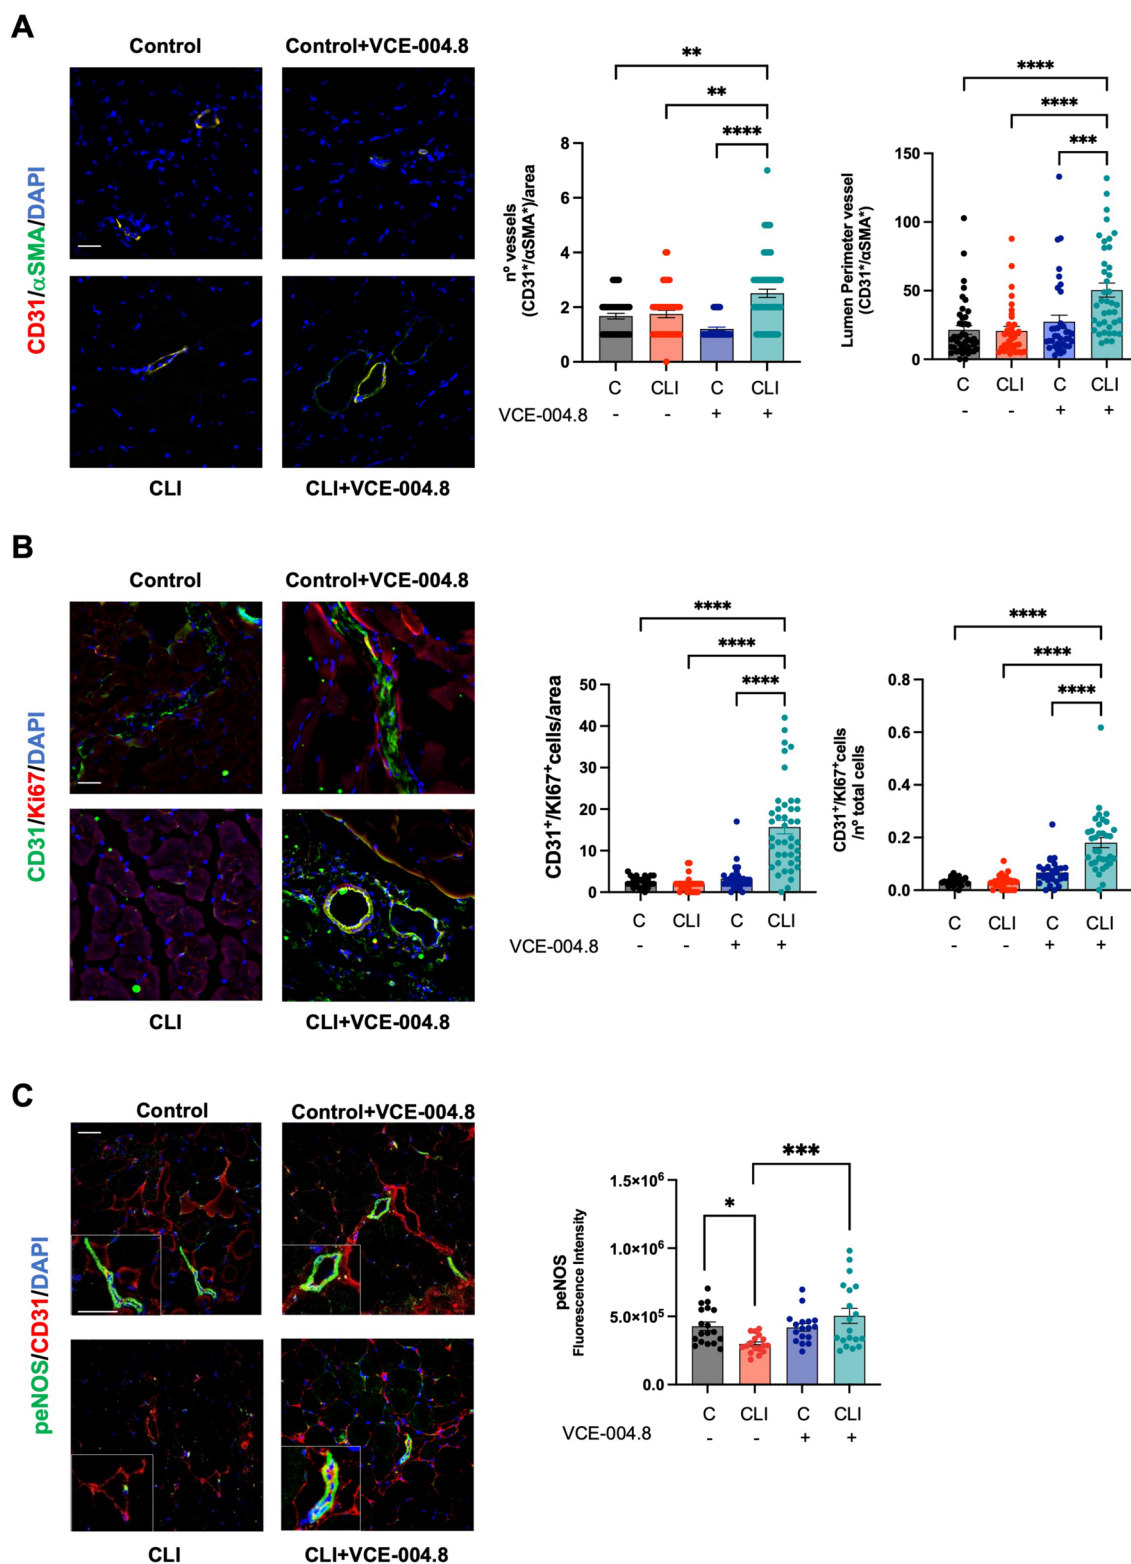 A
Control
Control+VCE-004.8
CD31/αSMA/DAPI
CLI
CLI+VCE-004.8
**
**
****
nº vessels
(CD31⁺/αSMA⁺)/area
8
6
4
2
0
C CLI C CLI
VCE-004.8 - - + +
****
****
***
Lumen Perimeter vessel
(CD31⁺/αSMA⁺)
150
100
50
0
C CLI C CLI
- - + +
B
Control
Control+VCE-004.8
CD31/Ki67/DAPI
CLI
CLI+VCE-004.8
****
****
****
CD31⁺/KI67⁺cells/area
50
40
30
20
10
0
C CLI C CLI
VCE-004.8 - - + +
****
****
****
CD31⁺/KI67⁺cells
/nº total cells
0.8
0.6
0.4
0.2
0.0
C CLI C CLI
- - + +
C
Control
Control+VCE-004.8
peNOS/CD31/DAPI
CLI
CLI+VCE-004.8
***
*
peNOS
Fluorescence Intensity
1.5×10⁶
1.0×10⁶
5.0×10⁵
0.0
C CLI C CLI
VCE-004.8 - - + +